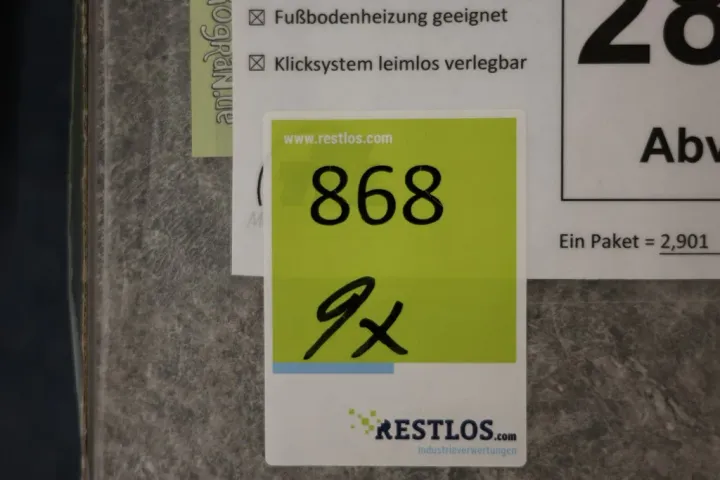 ☒ Fußbodenheizung geeignet
☒ Klicksystem leimlos verlegbar
28
Abv
Ein Paket = 2,901
www.restlos.com
868
9x
RESTLOS.com
Industrieverwertungen